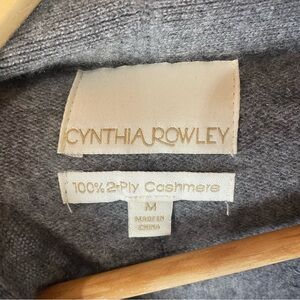 CYNTHIA ROWLEY
100% 2-Ply Cashmere
M
MADE IN
CHINA